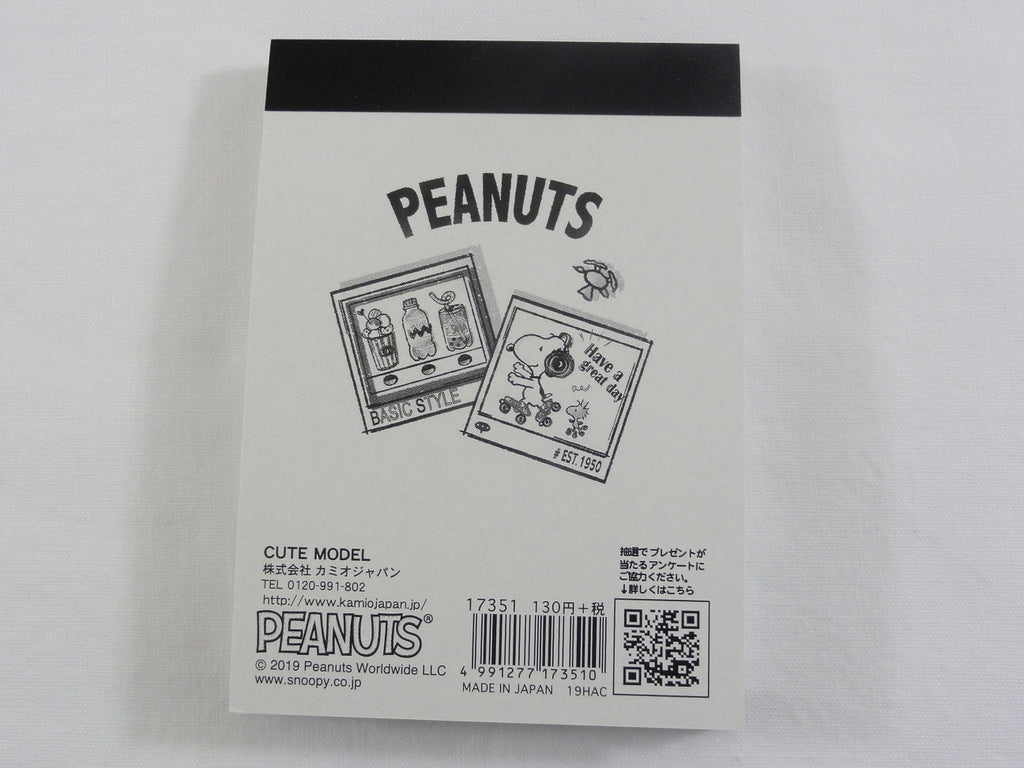 PEANUTS
BASIC STYLE
Have a
great day
# EST. 1950
CUTE MODEL
株式会社 カミオジャパン
TEL 0120-991-802
http://www.kamiojapan.jp/
PEANUTS®
© 2019 Peanuts Worldwide LLC
www.snoopy.co.jp
17351 130円+税
4 991277 173510
MADE IN JAPAN 19HAC
抽選で プレゼントが
当たるアンケートに
ご協力ください。
↓詳しくはこちら